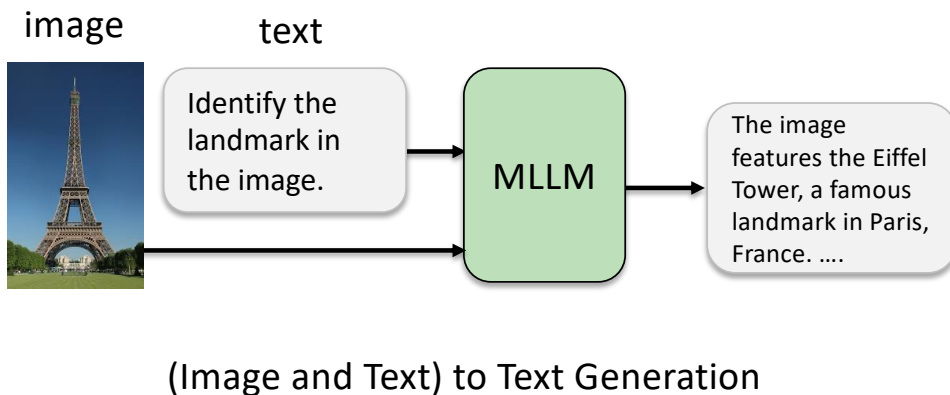 image
text
Identify the
landmark in
the image.
MLLM
The image
features the Eiffel
Tower, a famous
landmark in Paris,
France. ....
(Image and Text) to Text Generation